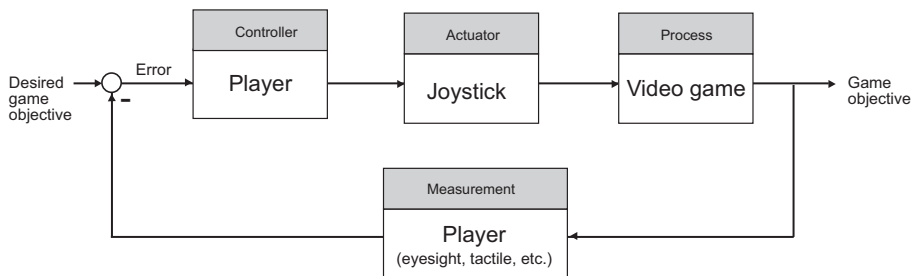 Controller
Player
Actuator
Joystick
Process
Video game
Desired
game
objective
Error
-
Game
objective
Measurement
Player
(eyesight, tactile, etc.)